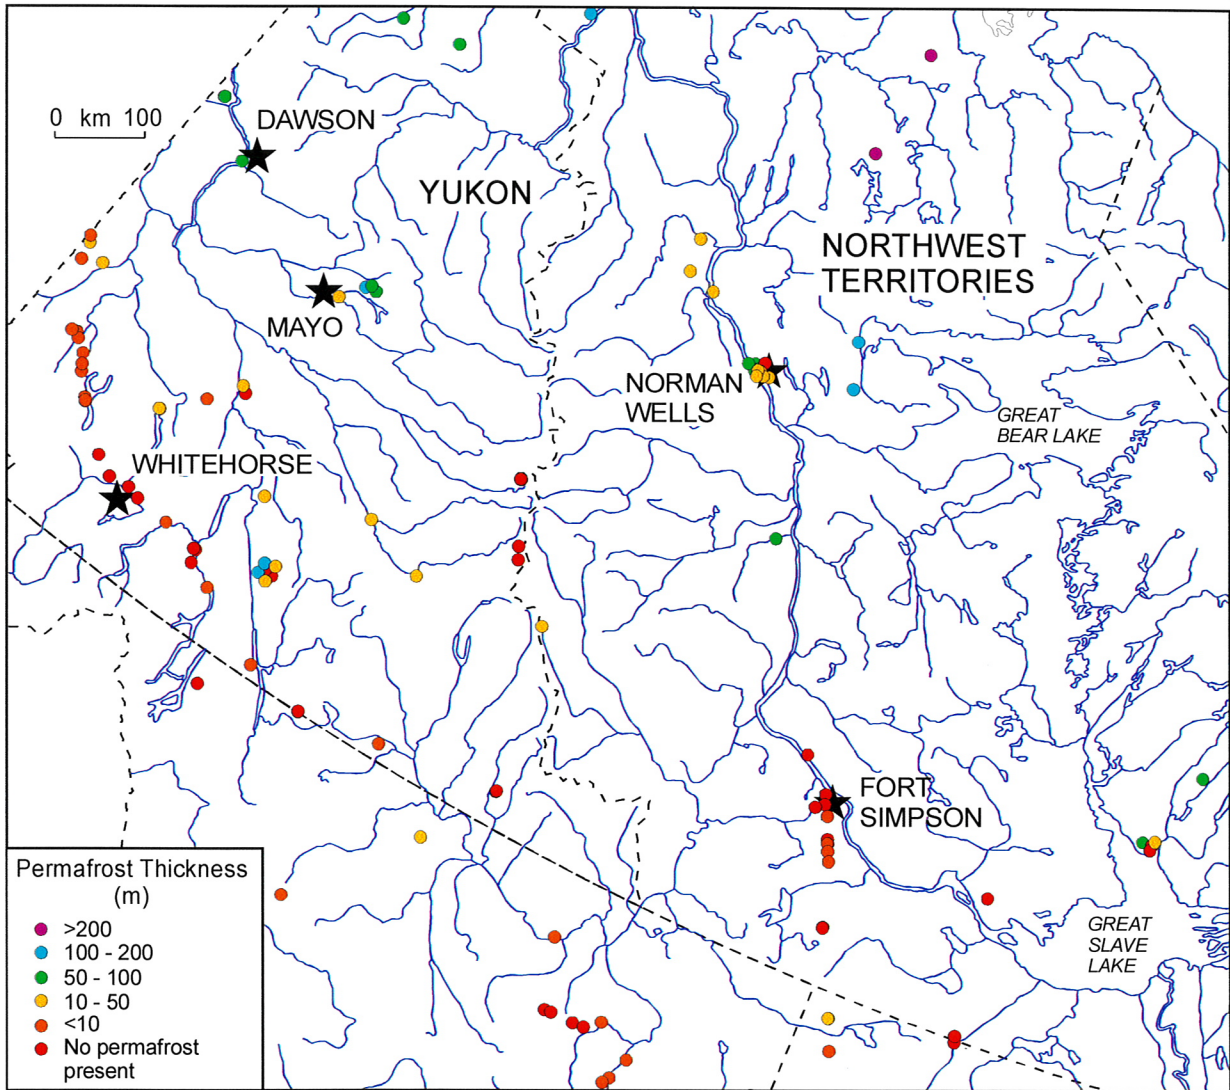 0 km 100
DAWSON
YUKON
NORTHWEST
TERRITORIES
MAYO
NORMAN
WELLS
GREAT
BEAR LAKE
WHITEHORSE
FORT
SIMPSON
GREAT
SLAVE
LAKE
Permafrost Thickness
(m)
>200
100 - 200
50 - 100
10 - 50
<10
No permafrost
present